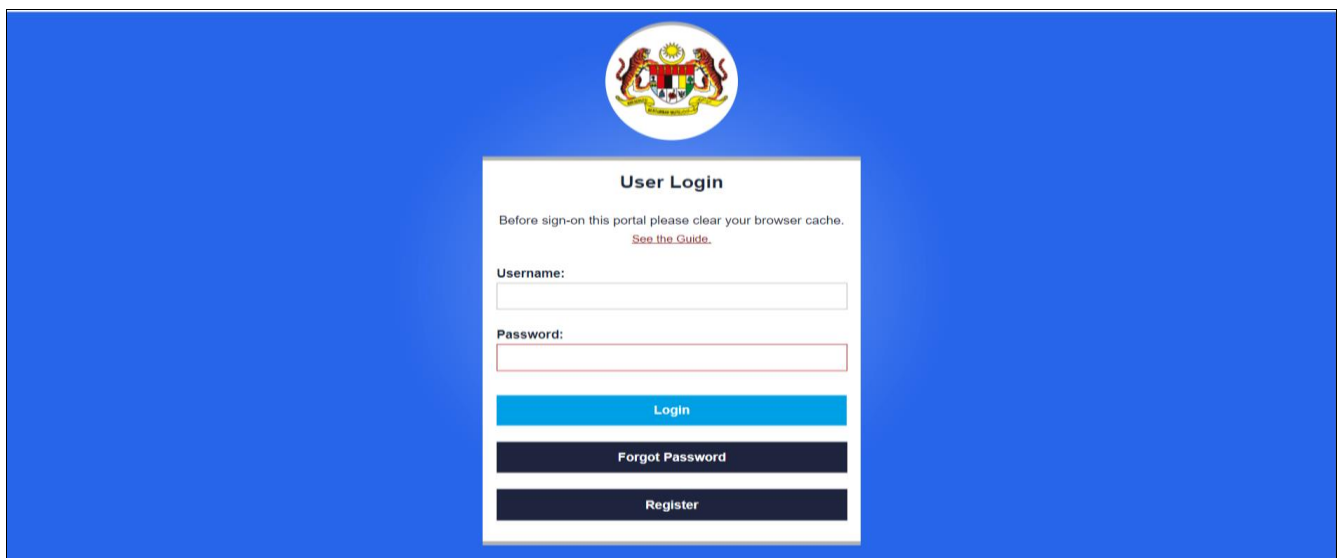 User Login
Before sign-on this portal please clear your browser cache.
See the Guide.
Username:
Password:
Login
Forgot Password
Register